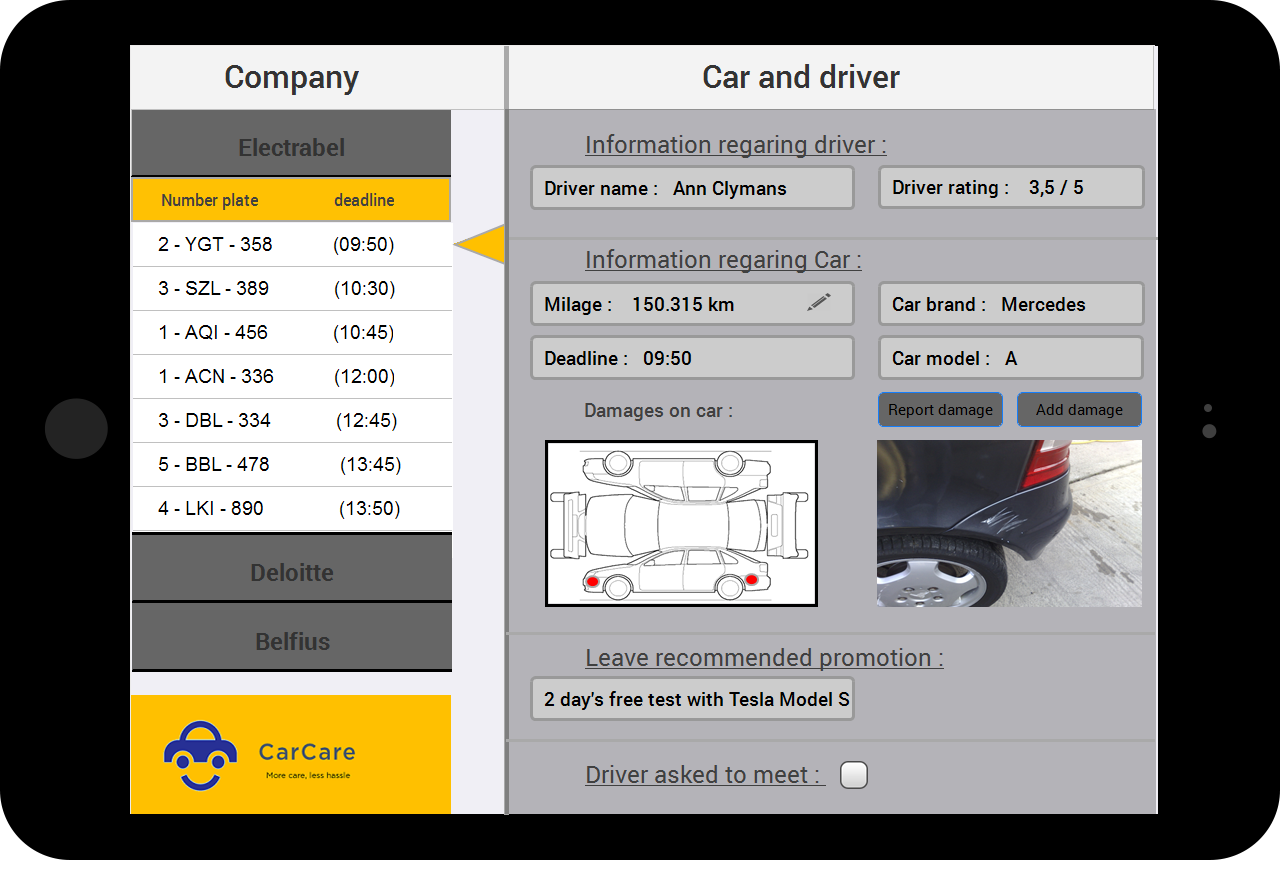 Company
Electrabel
Number plate deadline
2 - YGT - 358 (09:50)
3 - SZL - 389 (10:30)
1 - AQI - 456 (10:45)
1 - ACN - 336 (12:00)
3 - DBL - 334 (12:45)
5 - BBL - 478 (13:45)
4 - LKI - 890 (13:50)
Deloitte
Belfius
CarCare
More care, less hassle
Car and driver
Information regaring driver :
Driver name : Ann Clymans
Driver rating : 3,5 / 5
Information regaring Car :
Milage : 150.315 km
Car brand : Mercedes
Deadline : 09:50
Car model : A
Damages on car :
Report damage
Add damage
Leave recommended promotion :
2 day's free test with Tesla Model S
Driver asked to meet :